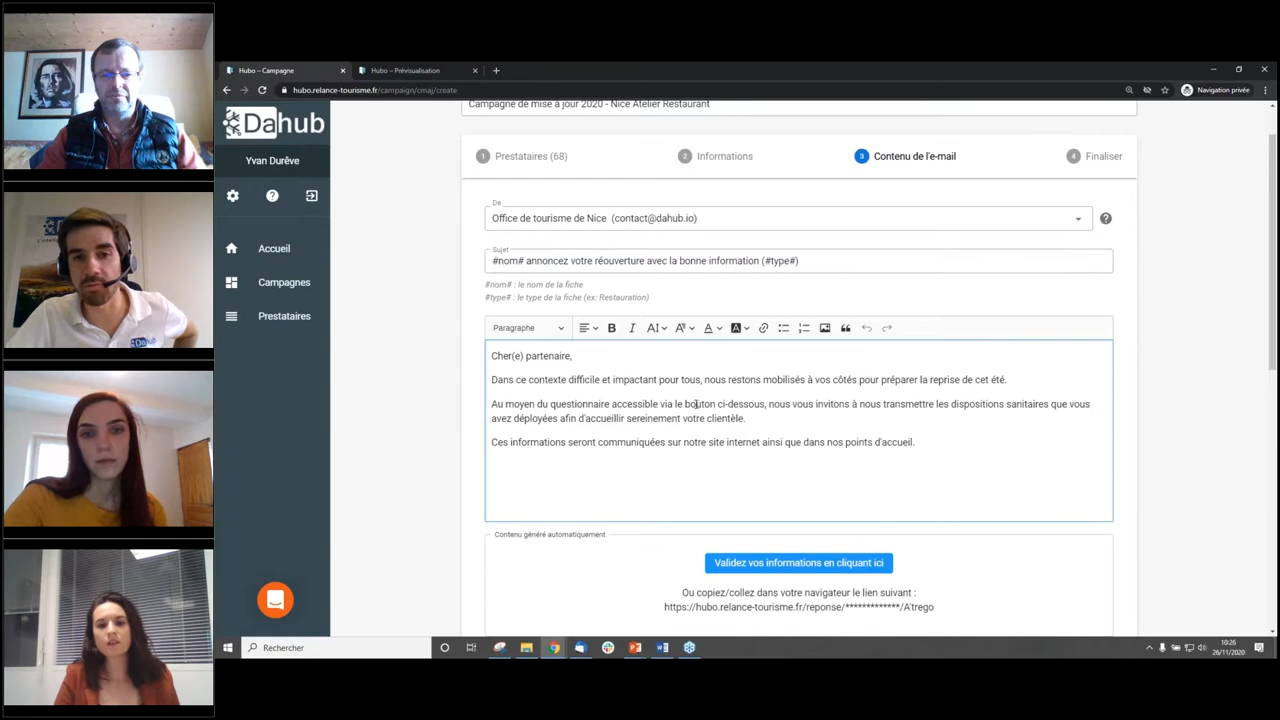 Hubo – Campagne
Hubo – Prévisualisation
hubo.relance-tourisme.fr/campaign/cmaj/create
Navigation privée
Dahub
Yvan Durêve
Accueil
Campagnes
Prestataires
Campagne de mise à jour 2020 - Nice Atelier Restaurant
1 Prestataires (68)
2 Informations
3 Contenu de l'e-mail
4 Finaliser
De
Office de tourisme de Nice (contact@dahub.io)
Sujet
#nom# annoncez votre réouverture avec la bonne information (#type#)
#nom# : le nom de la fiche
#type# : le type de la fiche (ex: Restauration)
Paragraphe
Cher(e) partenaire,
Dans ce contexte difficile et impactant pour tous, nous restons mobilisés à vos côtés pour préparer la reprise de cet été.
Au moyen du questionnaire accessible via le bouton ci-dessous, nous vous invitons à nous transmettre les dispositions sanitaires que vous
avez déployées afin d'accueillir sereinement votre clientèle.
Ces informations seront communiquées sur notre site internet ainsi que dans nos points d'accueil.
Contenu généré automatiquement
Validez vos informations en cliquant ici
Ou copiez/collez dans votre navigateur le lien suivant :
https://hubo.relance-tourisme.fr/reponse/*************/A'trego
Rechercher
10:26
26/11/2020